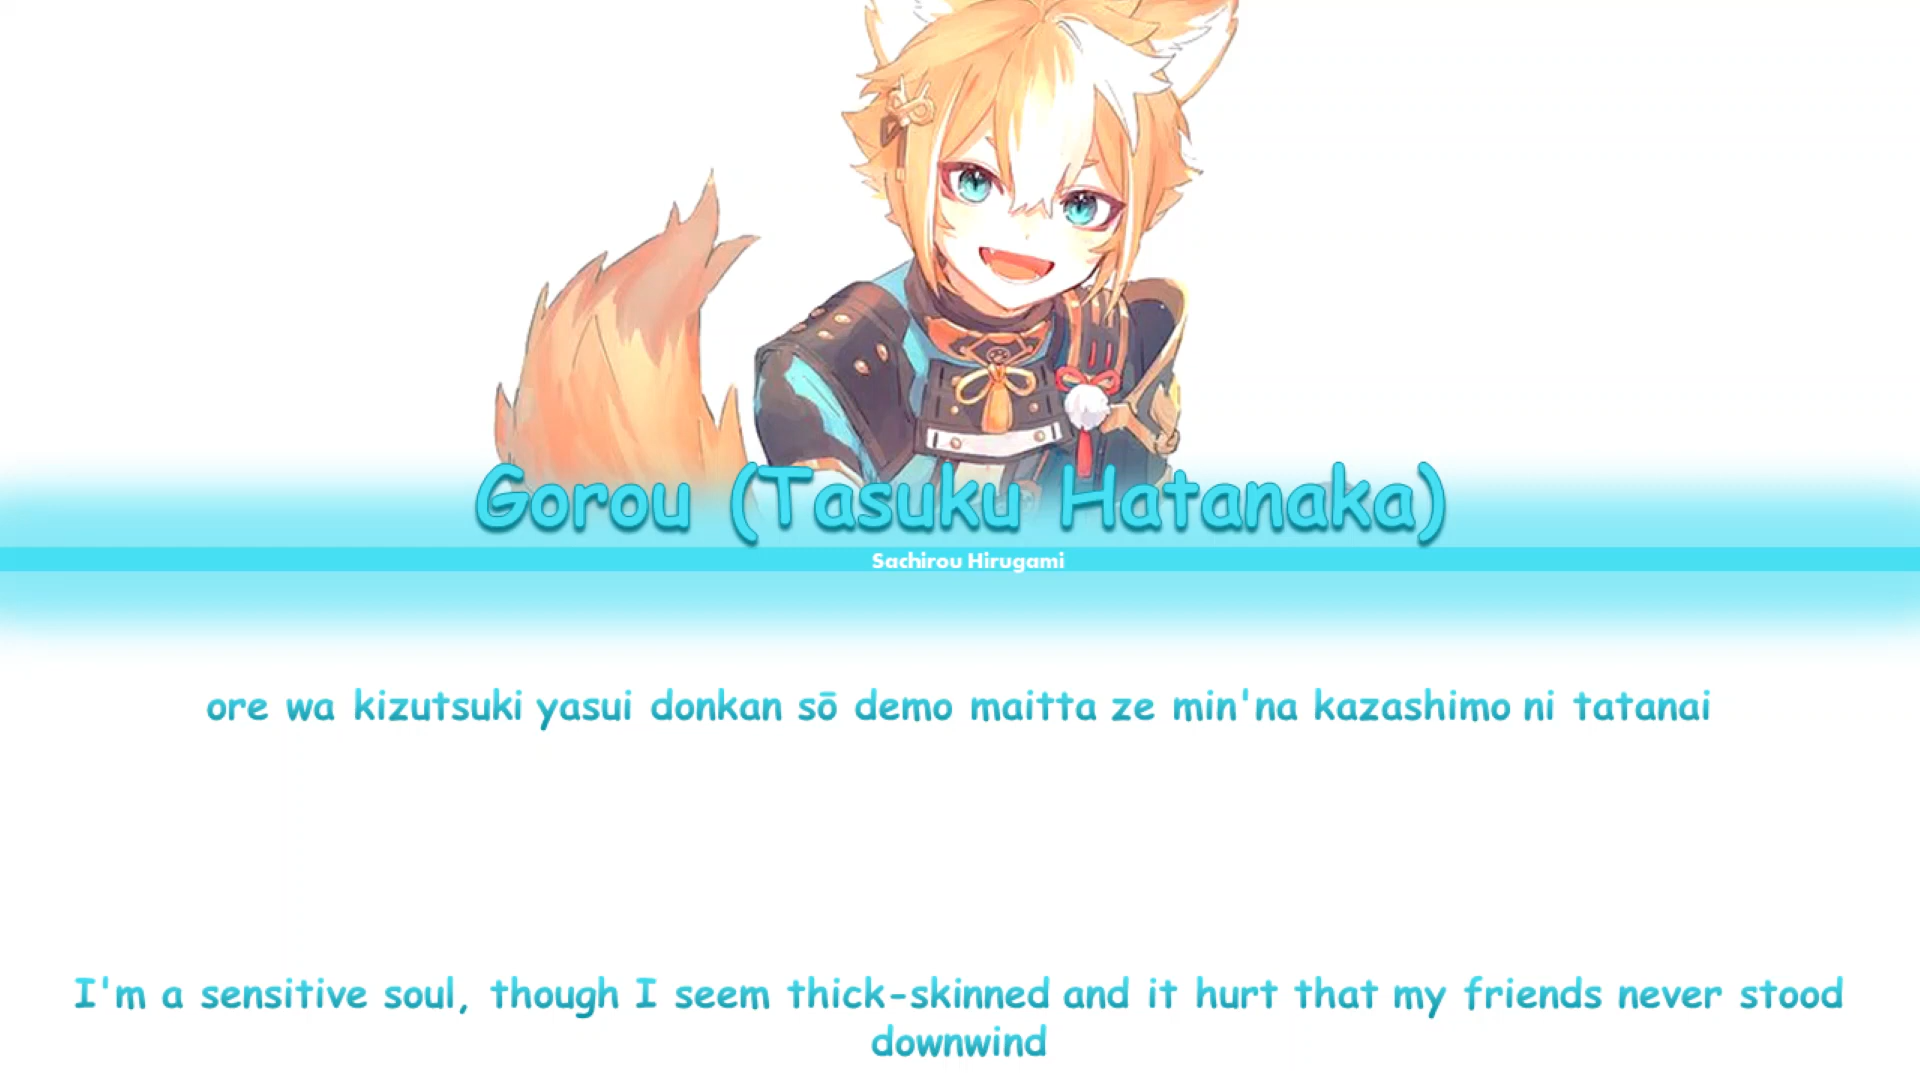 Gorou (Tasuku Hatanaka)
Sachirou Hirugami
ore wa kizutsuki yasui donkan sō demo maitta ze min'na kazashimo ni tatanai
I'm a sensitive soul, though I seem thick-skinned and it hurt that my friends never stood
downwind